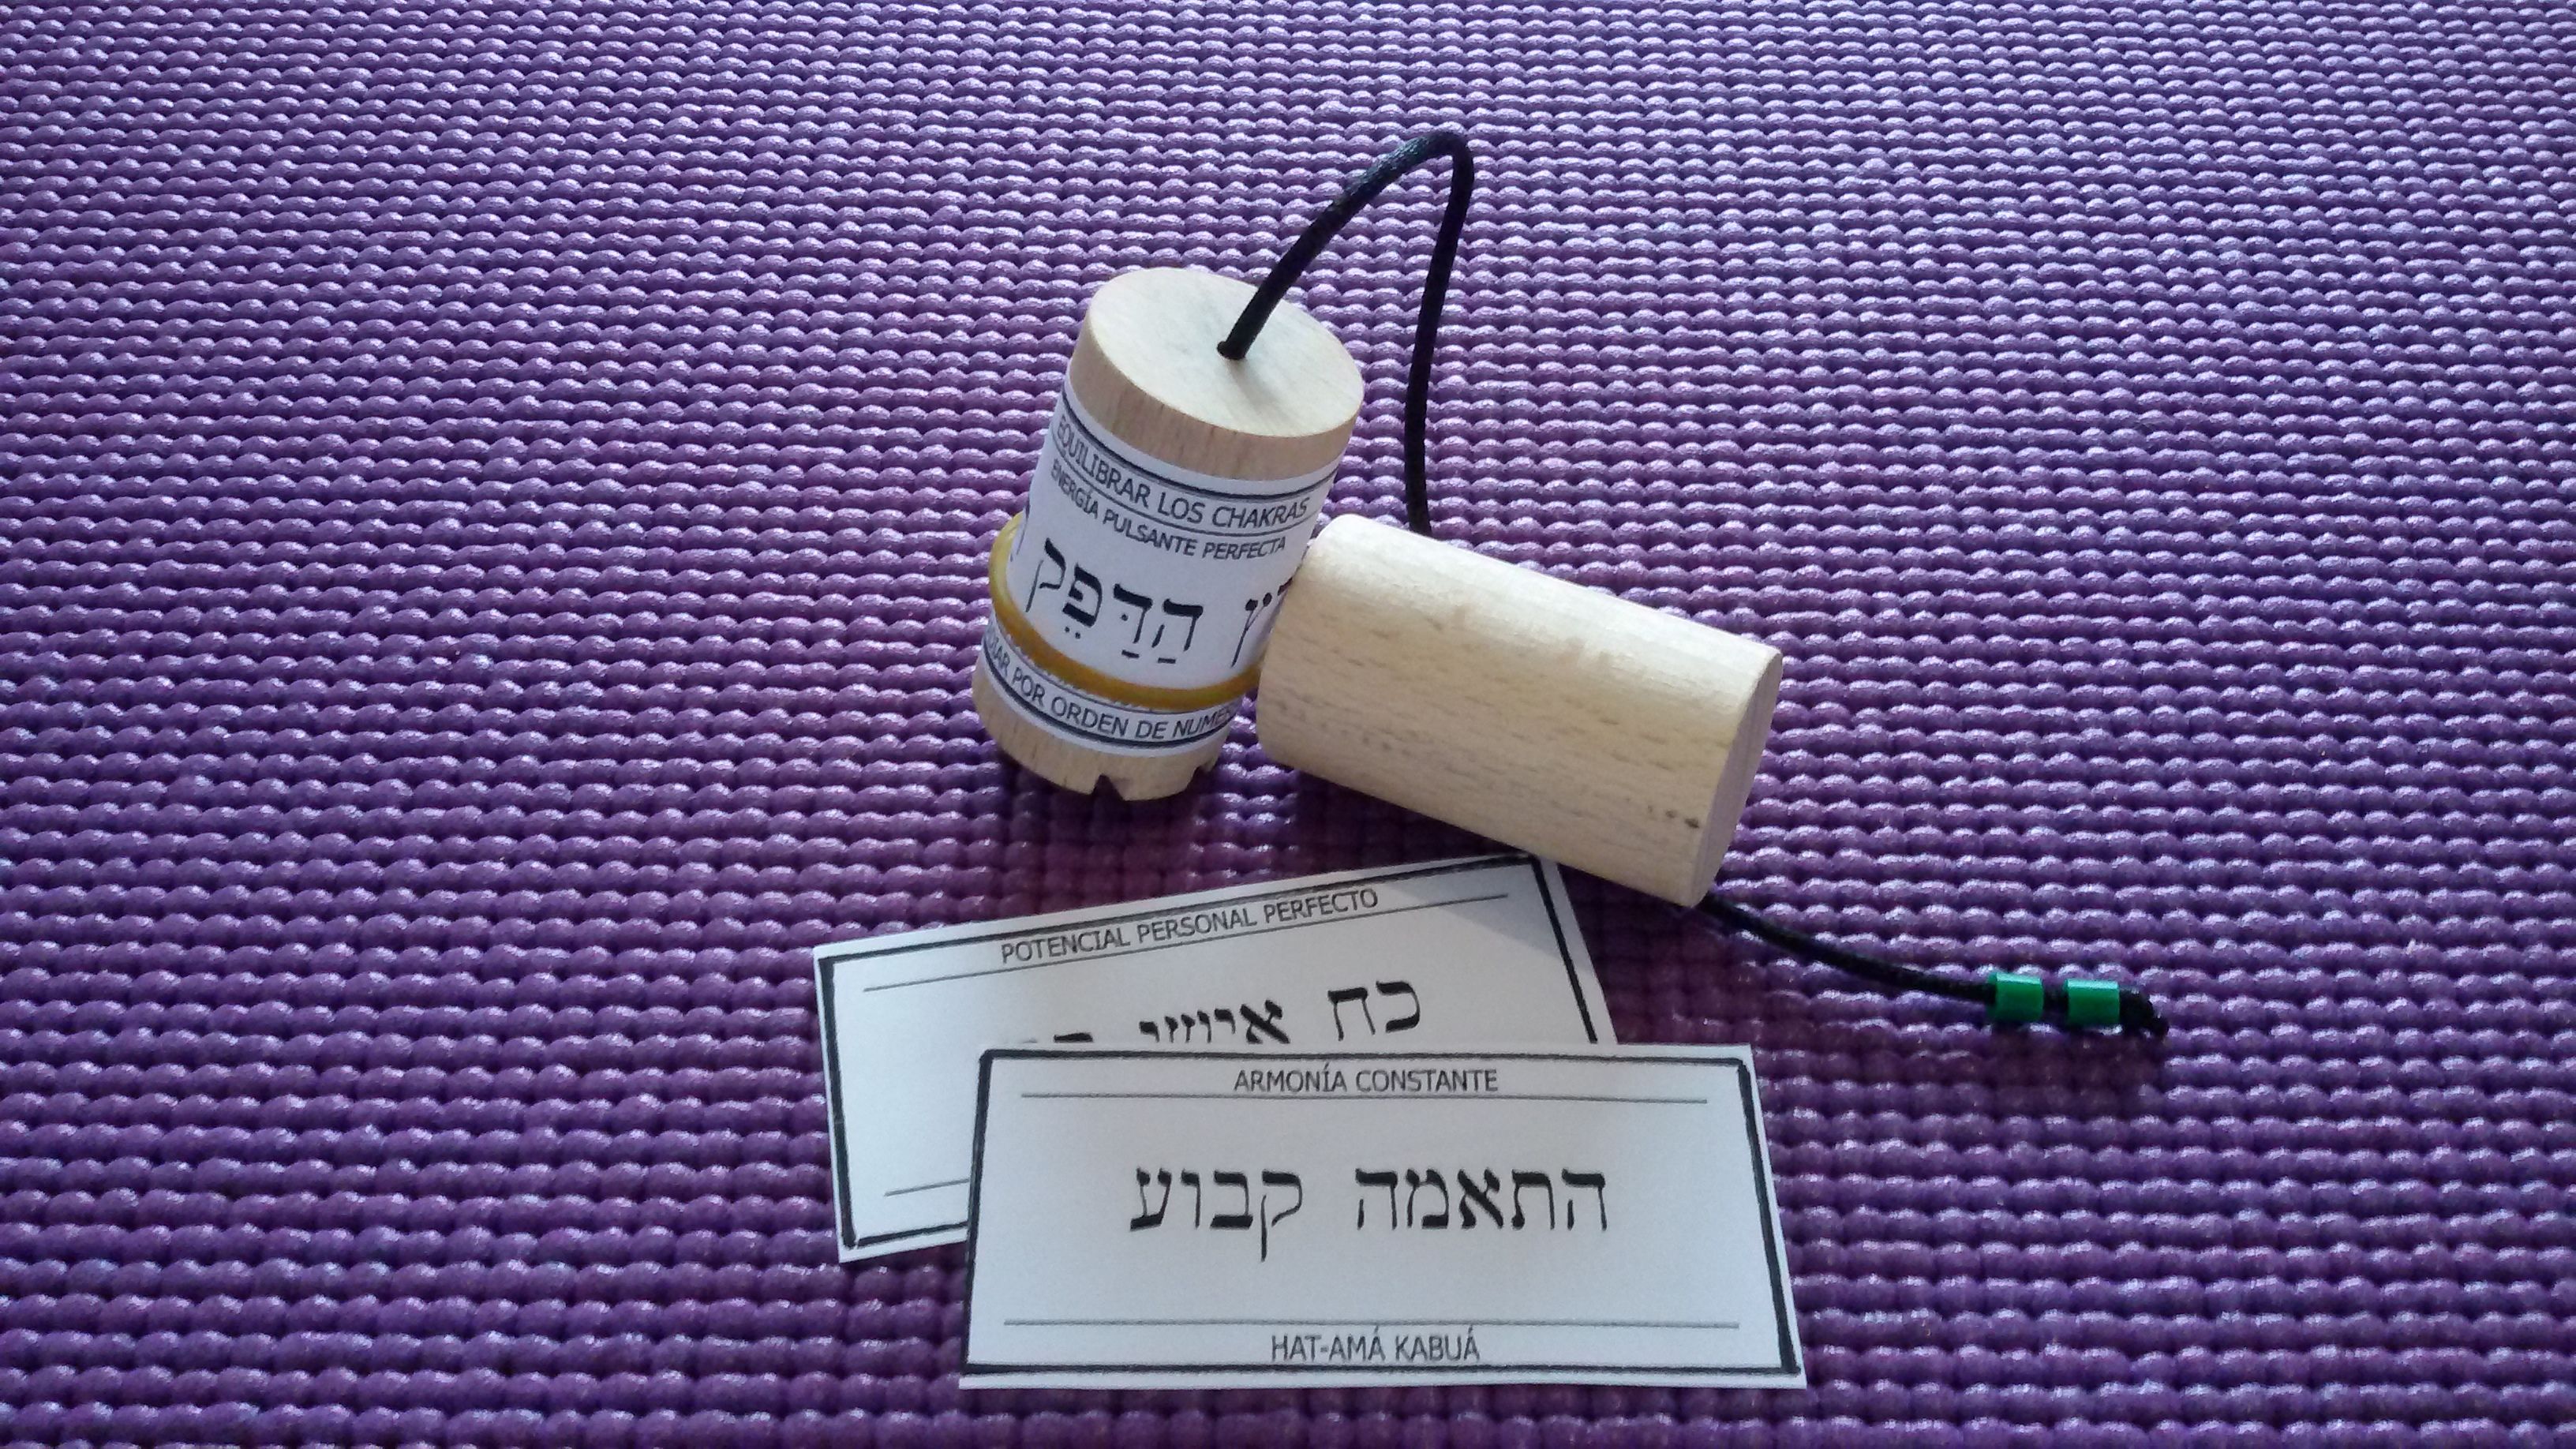 EQUILIBRAR LOS CHAKRAS
ENERGÍA PULSANTE PERFECTA
הַדַּפֵּק
POR ORDEN DE
POTENCIAL PERSONAL PERFECTO
כח אישי
ARMONÍA CONSTANTE
התאמה קבוע
HAT-AMÁ KABUÁ